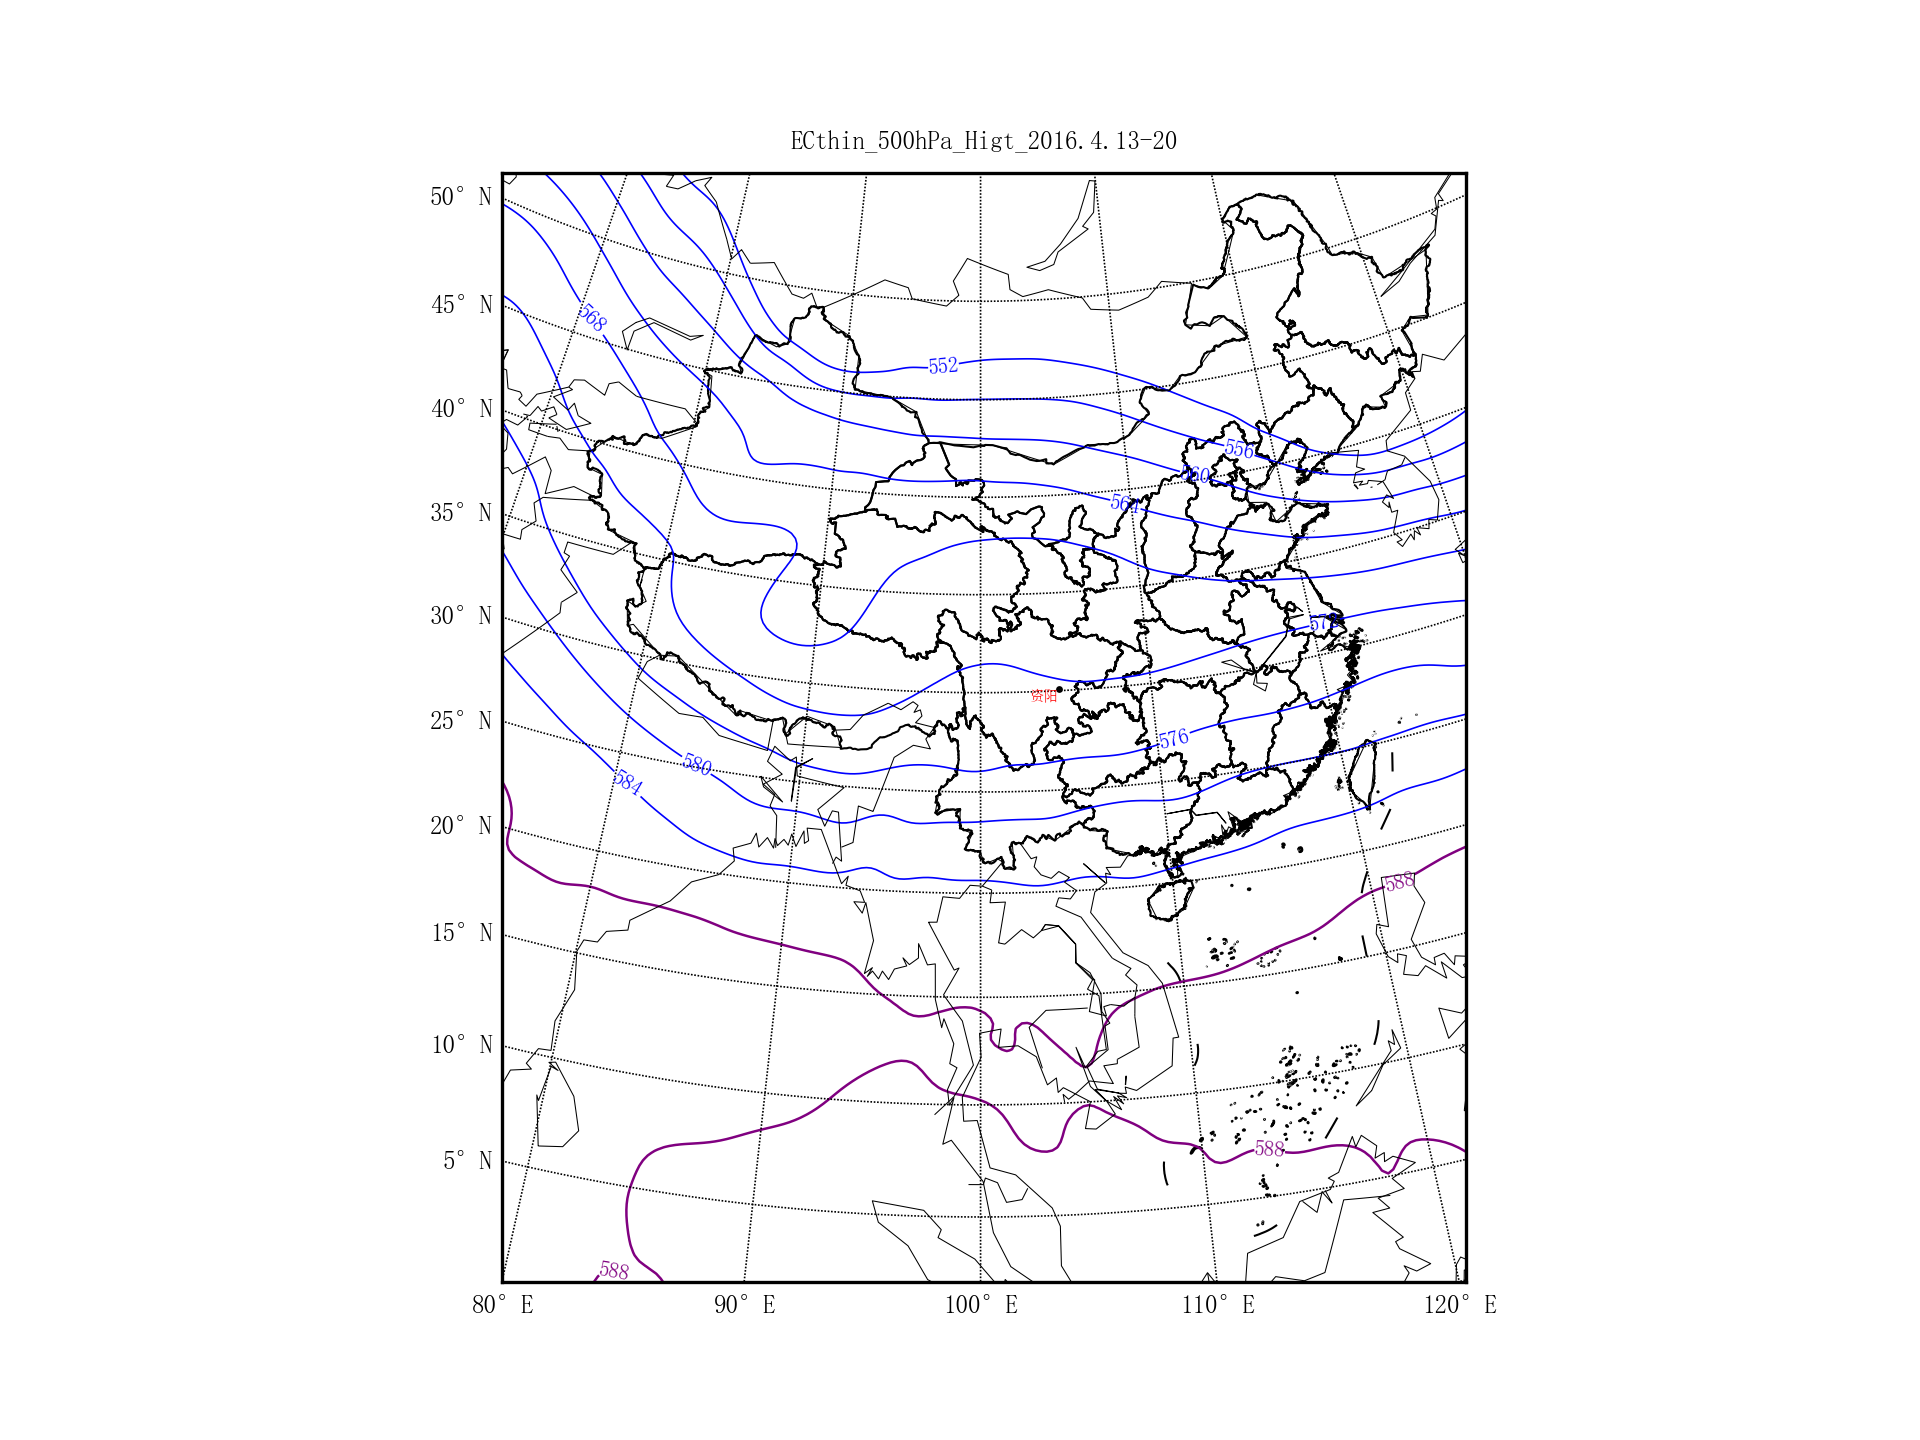 ECthin_500hPa_Higt_2016.4.13-20
50° N
45° N
568
552
40° N
556
560
35° N
564
30° N
572
资阳
25° N
576
580
584
20° N
588
15° N
10° N
5° N
588
588
80° E
90° E
100° E
110° E
120° E